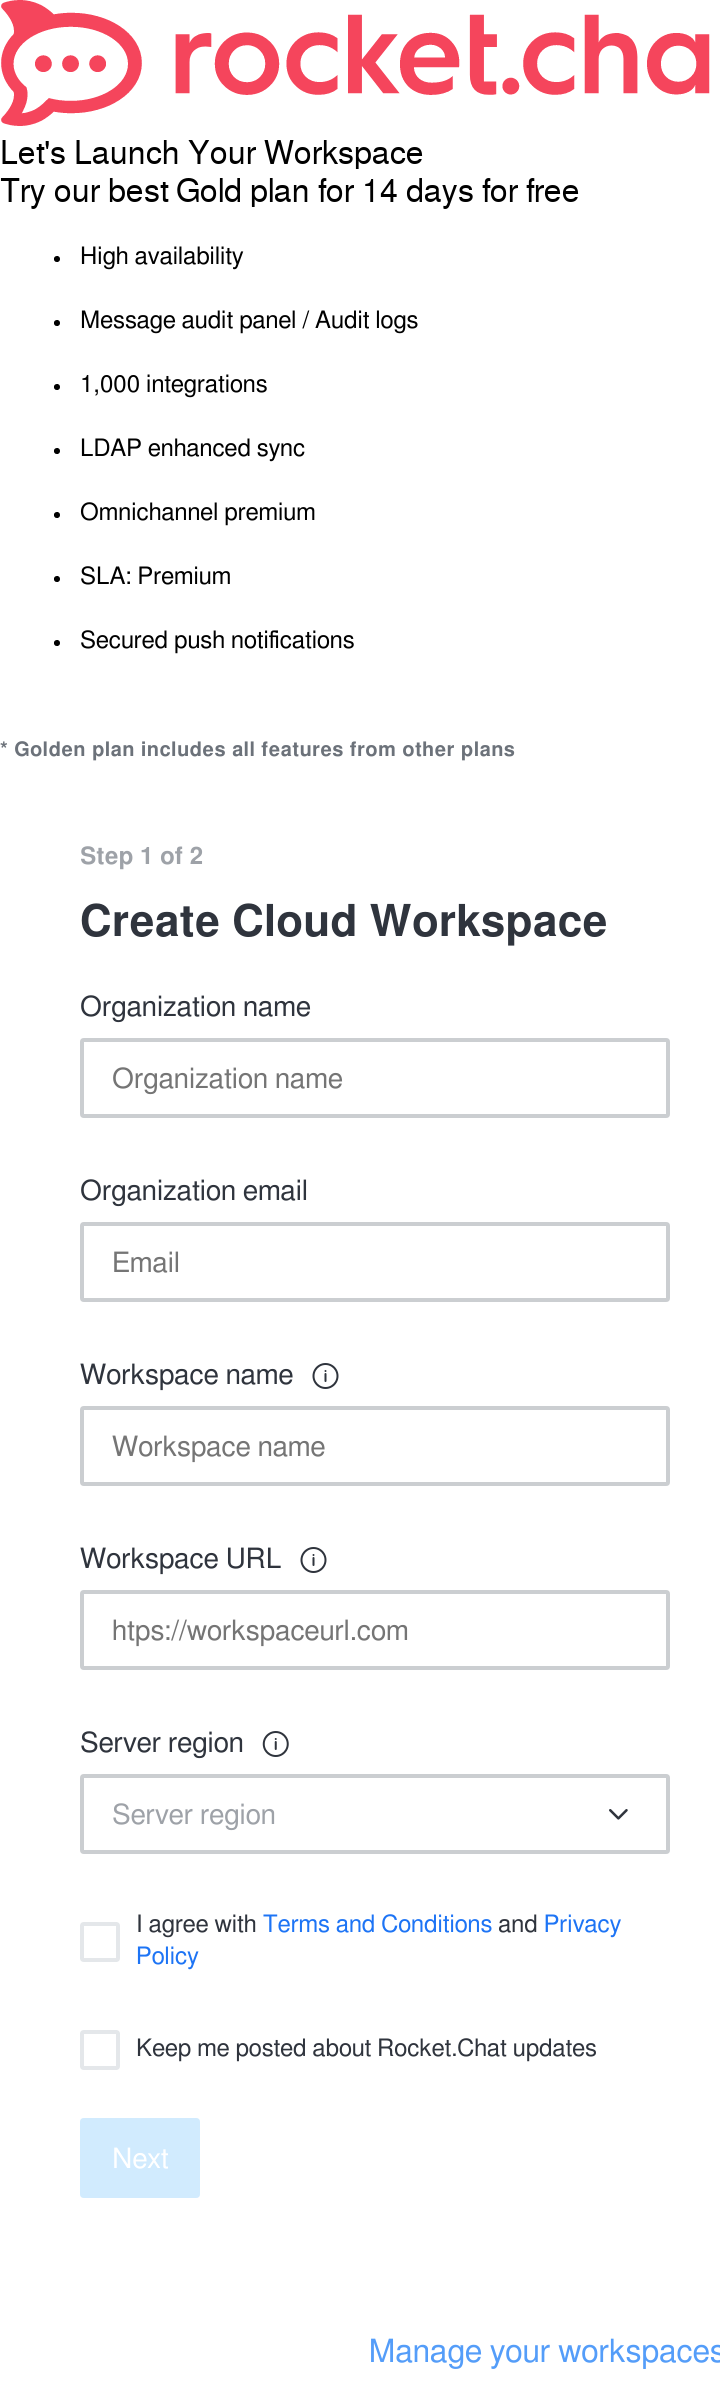 rocket.cha
Let's Launch Your Workspace
Try our best Gold plan for 14 days for free
• High availability
• Message audit panel / Audit logs
• 1,000 integrations
• LDAP enhanced sync
• Omnichannel premium
• SLA: Premium
• Secured push notifications
* Golden plan includes all features from other plans
Step 1 of 2
Create Cloud Workspace
Organization name
Organization name
Organization email
Email
Workspace name
Workspace name
Workspace URL
htps://workspaceurl.com
Server region
Server region
I agree with Terms and Conditions and Privacy
Policy
Keep me posted about Rocket.Chat updates
Next
Manage your workspaces